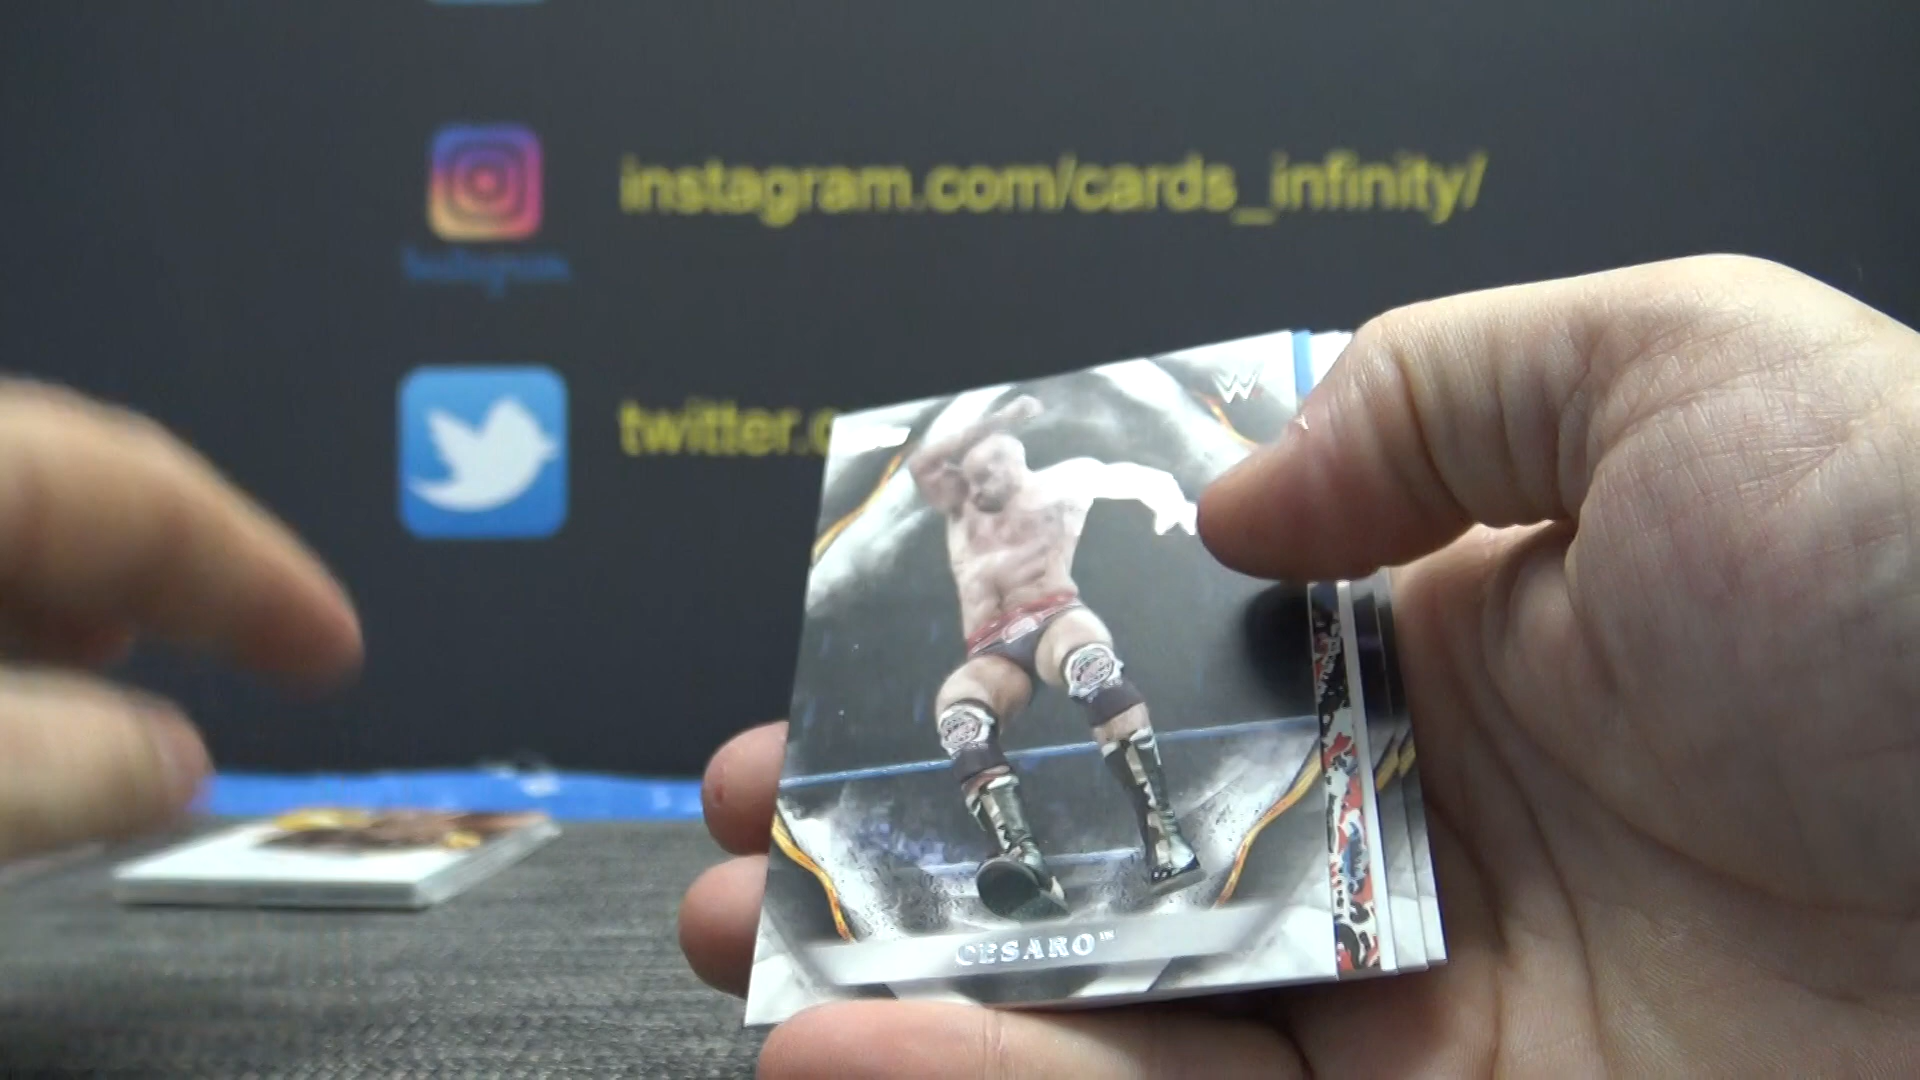 instagram.com/cards_infinity/
Instagram
twitter.c
W
CESARO™